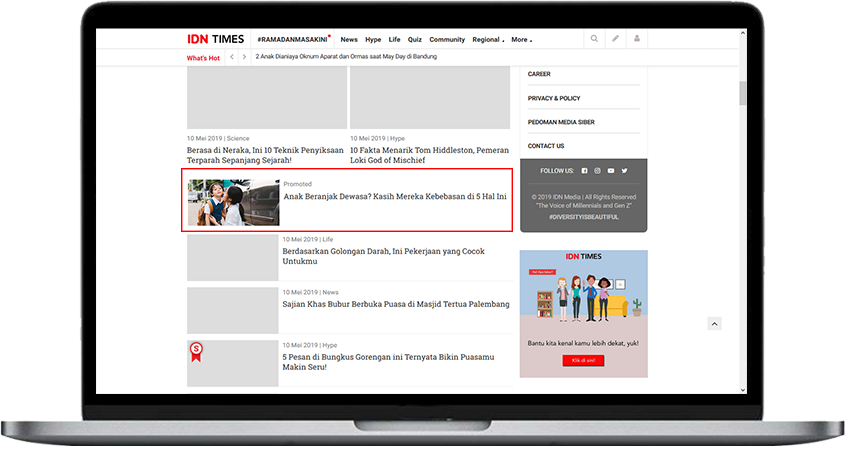 IDN TIMES
#RAMADANMASAKINI
News Hype Life Quiz Community Regional More
What's Hot
2 Anak Dianiaya Oknum Aparat dan Ormas saat May Day di Bandung
10 Mei 2019 | Science
Berasa di Neraka, Ini 10 Teknik Penyiksaan
Terparah Sepanjang Sejarah!
10 Mei 2019 | Hype
10 Fakta Menarik Tom Hiddleston, Pemeran
Loki God of Mischief
Promoted
Anak Beranjak Dewasa? Kasih Mereka Kebebasan di 5 Hal Ini
10 Mei 2019 | Life
Berdasarkan Golongan Darah, Ini Pekerjaan yang Cocok
Untukmu
10 Mei 2019 | News
Sajian Khas Bubur Berbuka Puasa di Masjid Tertua Palembang
S
10 Mei 2019 | Hype
5 Pesan di Bungkus Gorengan ini Ternyata Bikin Puasamu
Makin Seru!
CAREER
PRIVACY & POLICY
PEDOMAN MEDIA SIBER
CONTACT US
FOLLOW US:
© 2019 IDN Media | All Rights Reserved
"The Voice of Millennials and Gen Z"
#DIVERSITYISBEAUTIFUL
IDN TIMES
Bantu kita kenal kamu lebih dekat, yuk!
Klik di sini!